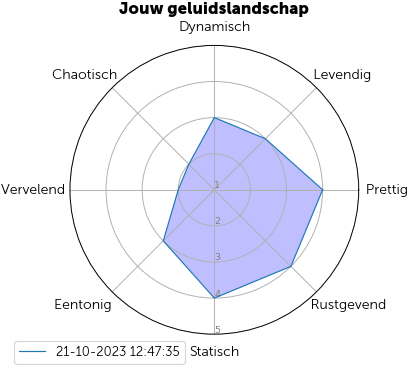 Jouw geluidslandschap
Dynamisch
Chaotisch
Levendig
Vervelend
Prettig
1
2
3
4
5
Eentonig
Rustgevend
21-10-2023 12:47:35
Statisch